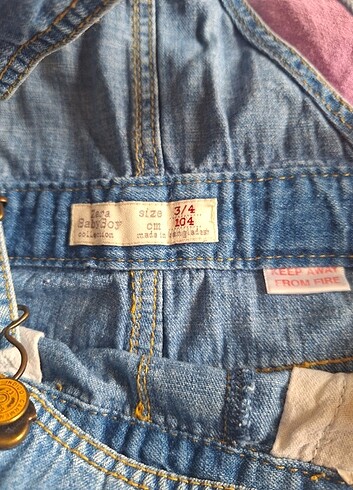 Zara
BabyBoy
collection
size 3/4
cm 104
made in Bangladesh
KEEP AWAY
FROM FIRE